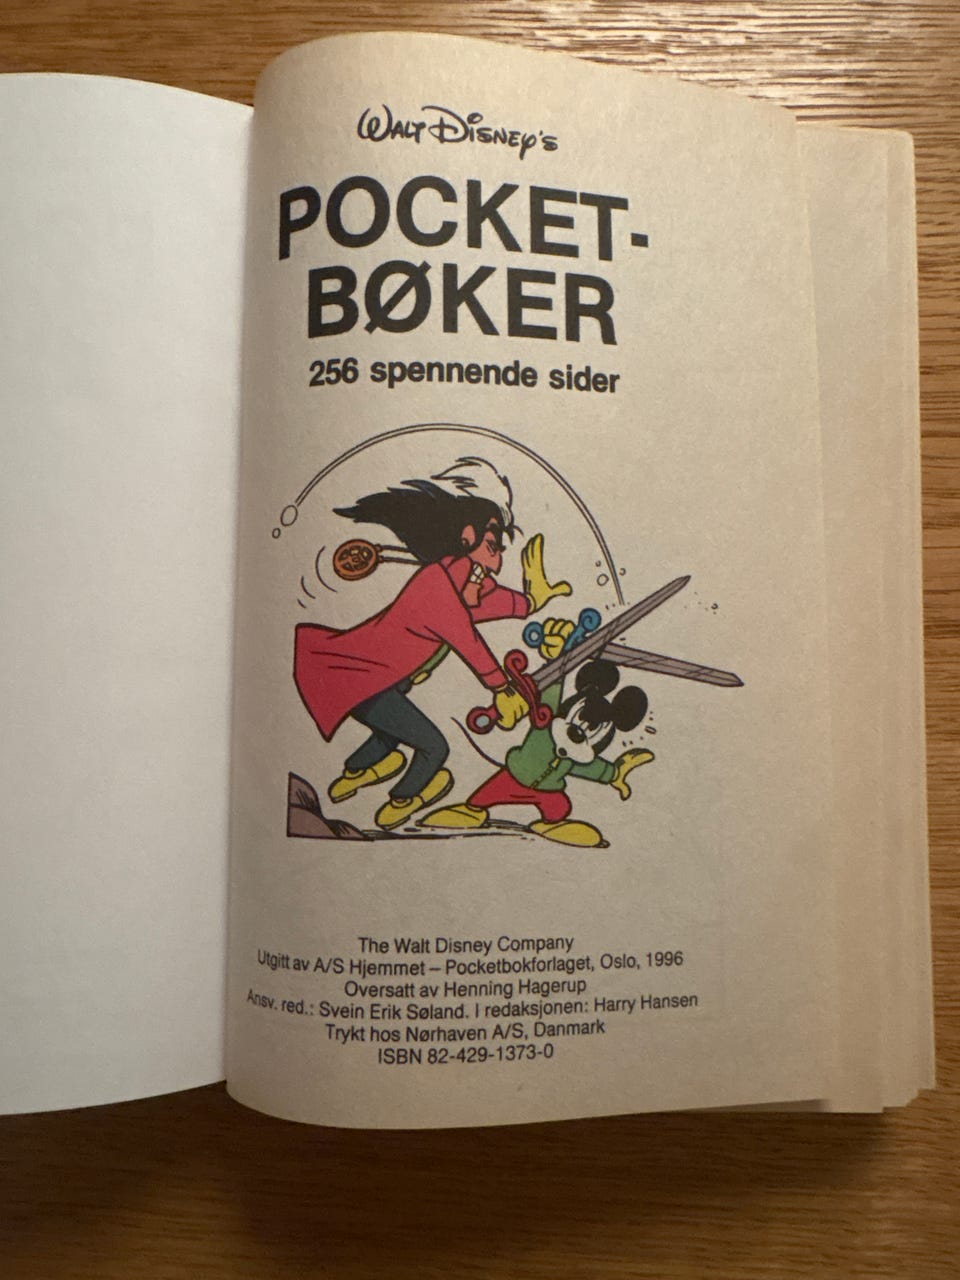 WALT DISNEY'S
POCKET-
BØKER
256 spennende sider
The Walt Disney Company
Utgitt av A/S Hjemmet – Pocketbokforlaget, Oslo, 1996
Oversatt av Henning Hagerup
Ansv. red.: Svein Erik Søland. I redaksjonen: Harry Hansen
Trykt hos Nørhaven A/S, Danmark
ISBN 82-429-1373-0